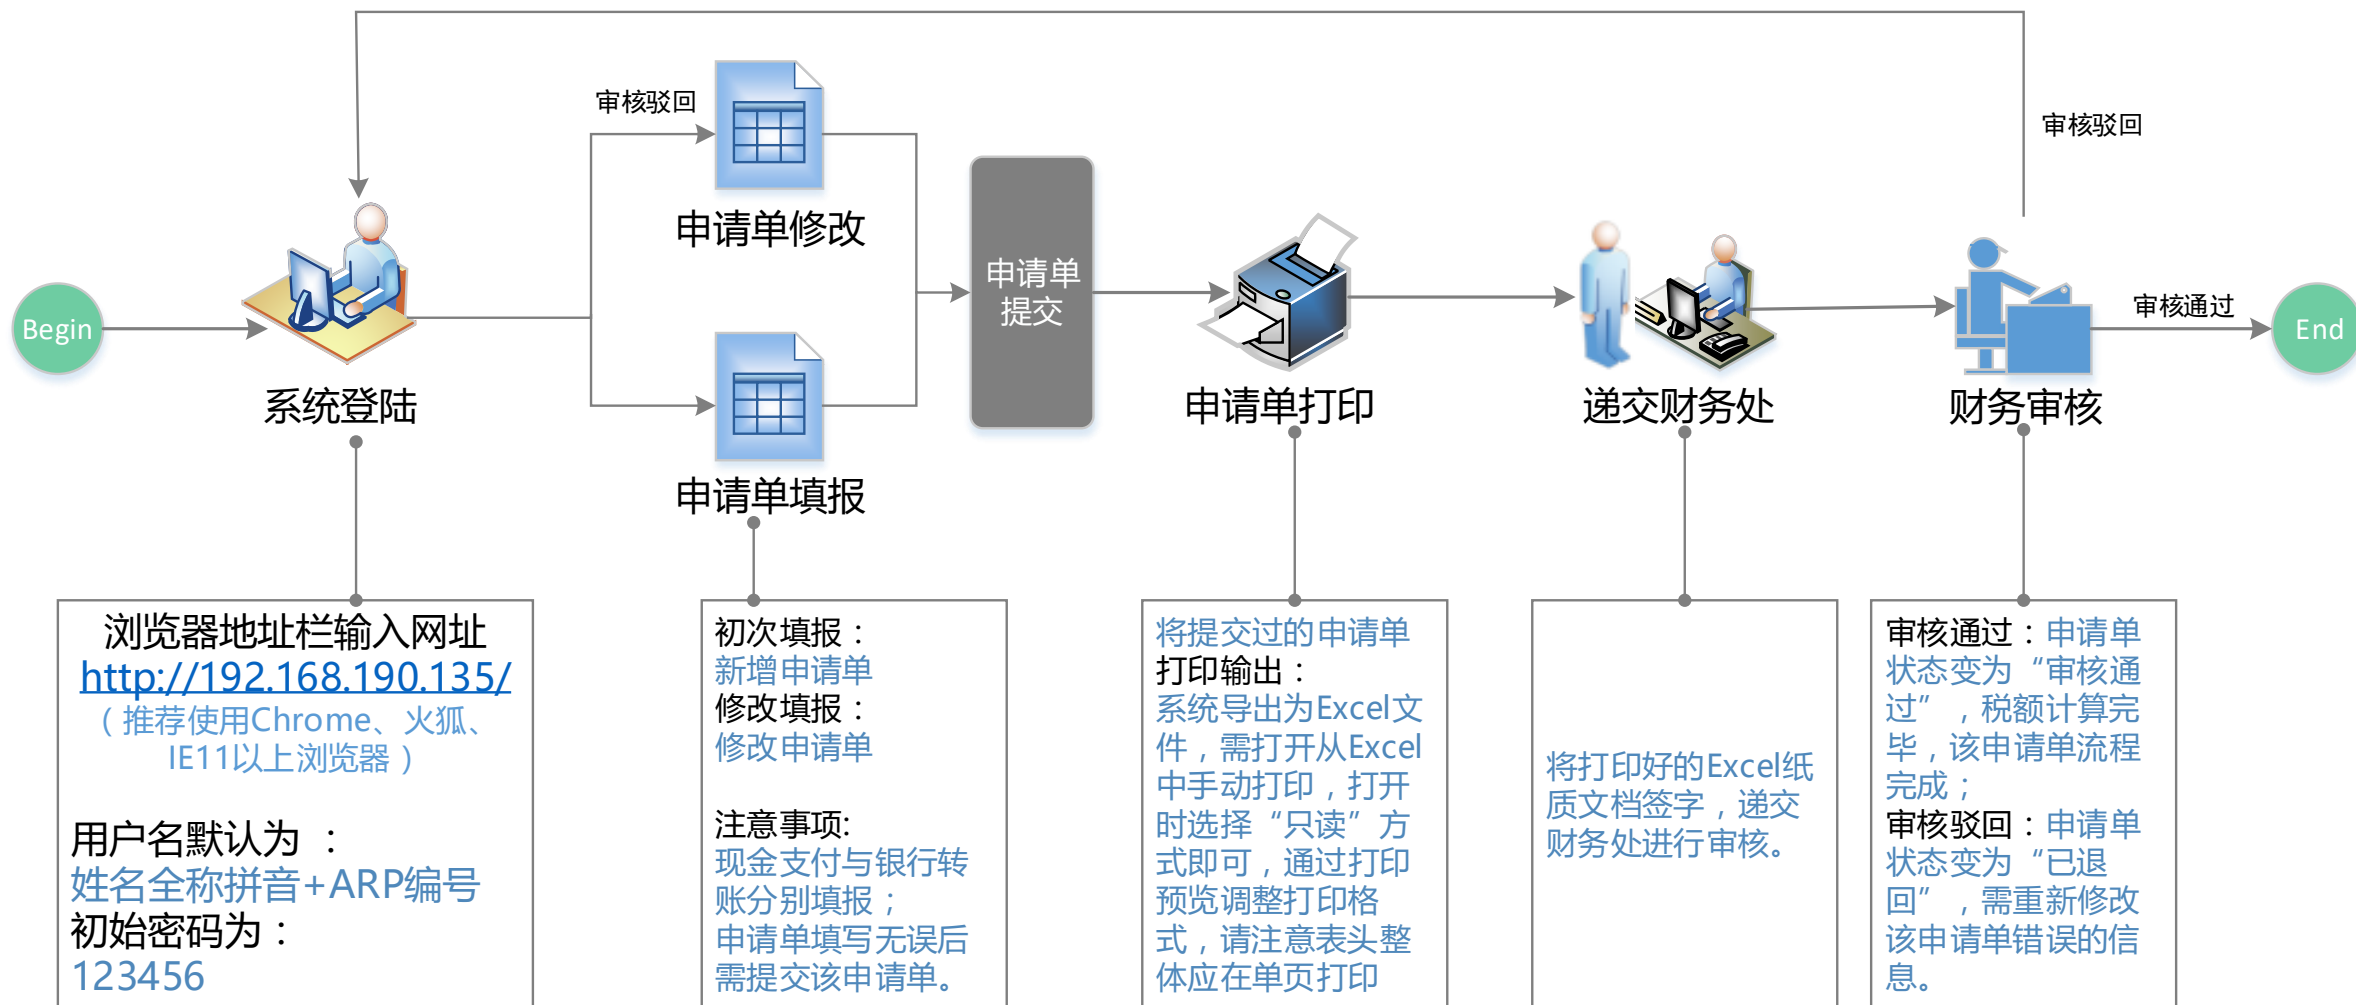 审核驳回
审核驳回
申请单修改
申请单
提交
Begin
审核通过
End
系统登陆
申请单打印
递交财务处
财务审核
申请单填报
浏览器地址栏输入网址
http://192.168.190.135/
（推荐使用Chrome、火狐、
IE11以上浏览器）
用户名默认为 ：
姓名全称拼音+ARP编号
初始密码为：
123456
初次填报：
新增申请单
修改填报：
修改申请单
注意事项:
现金支付与银行转
账分别填报；
申请单填写无误后
需提交该申请单。
将提交过的申请单
打印输出：
系统导出为Excel文
件，需打开从Excel
中手动打印，打开
时选择“只读”方
式即可，通过打印
预览调整打印格
式，请注意表头整
体应在单页打印
将打印好的Excel纸
质文档签字，递交
财务处进行审核。
审核通过：申请单
状态变为“审核通
过”，税额计算完
毕，该申请单流程
完成；
审核驳回：申请单
状态变为“已退
回”，需重新修改
该申请单错误的信
息。